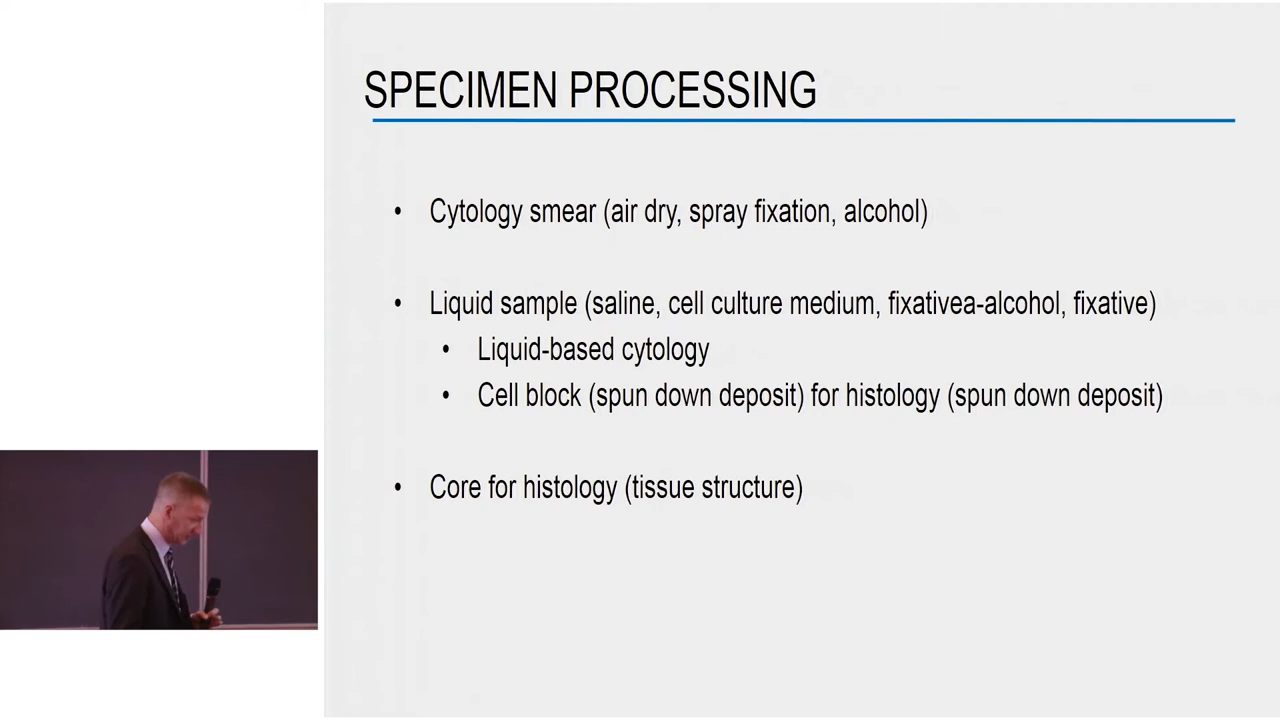 SPECIMEN PROCESSING
• Cytology smear (air dry, spray fixation, alcohol)
• Liquid sample (saline, cell culture medium, fixativea-alcohol, fixative)
• Liquid-based cytology
• Cell block (spun down deposit) for histology (spun down deposit)
• Core for histology (tissue structure)